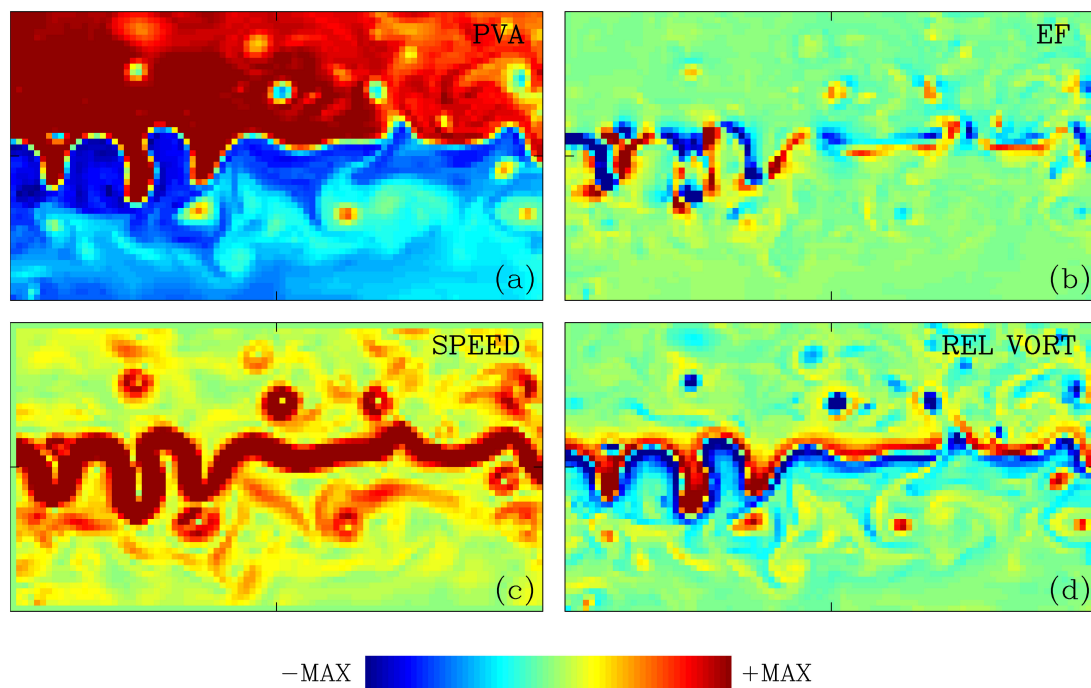 PVA
EF
(a)
(b)
SPEED
REL VORT
(c)
(d)
−MAX
+MAX